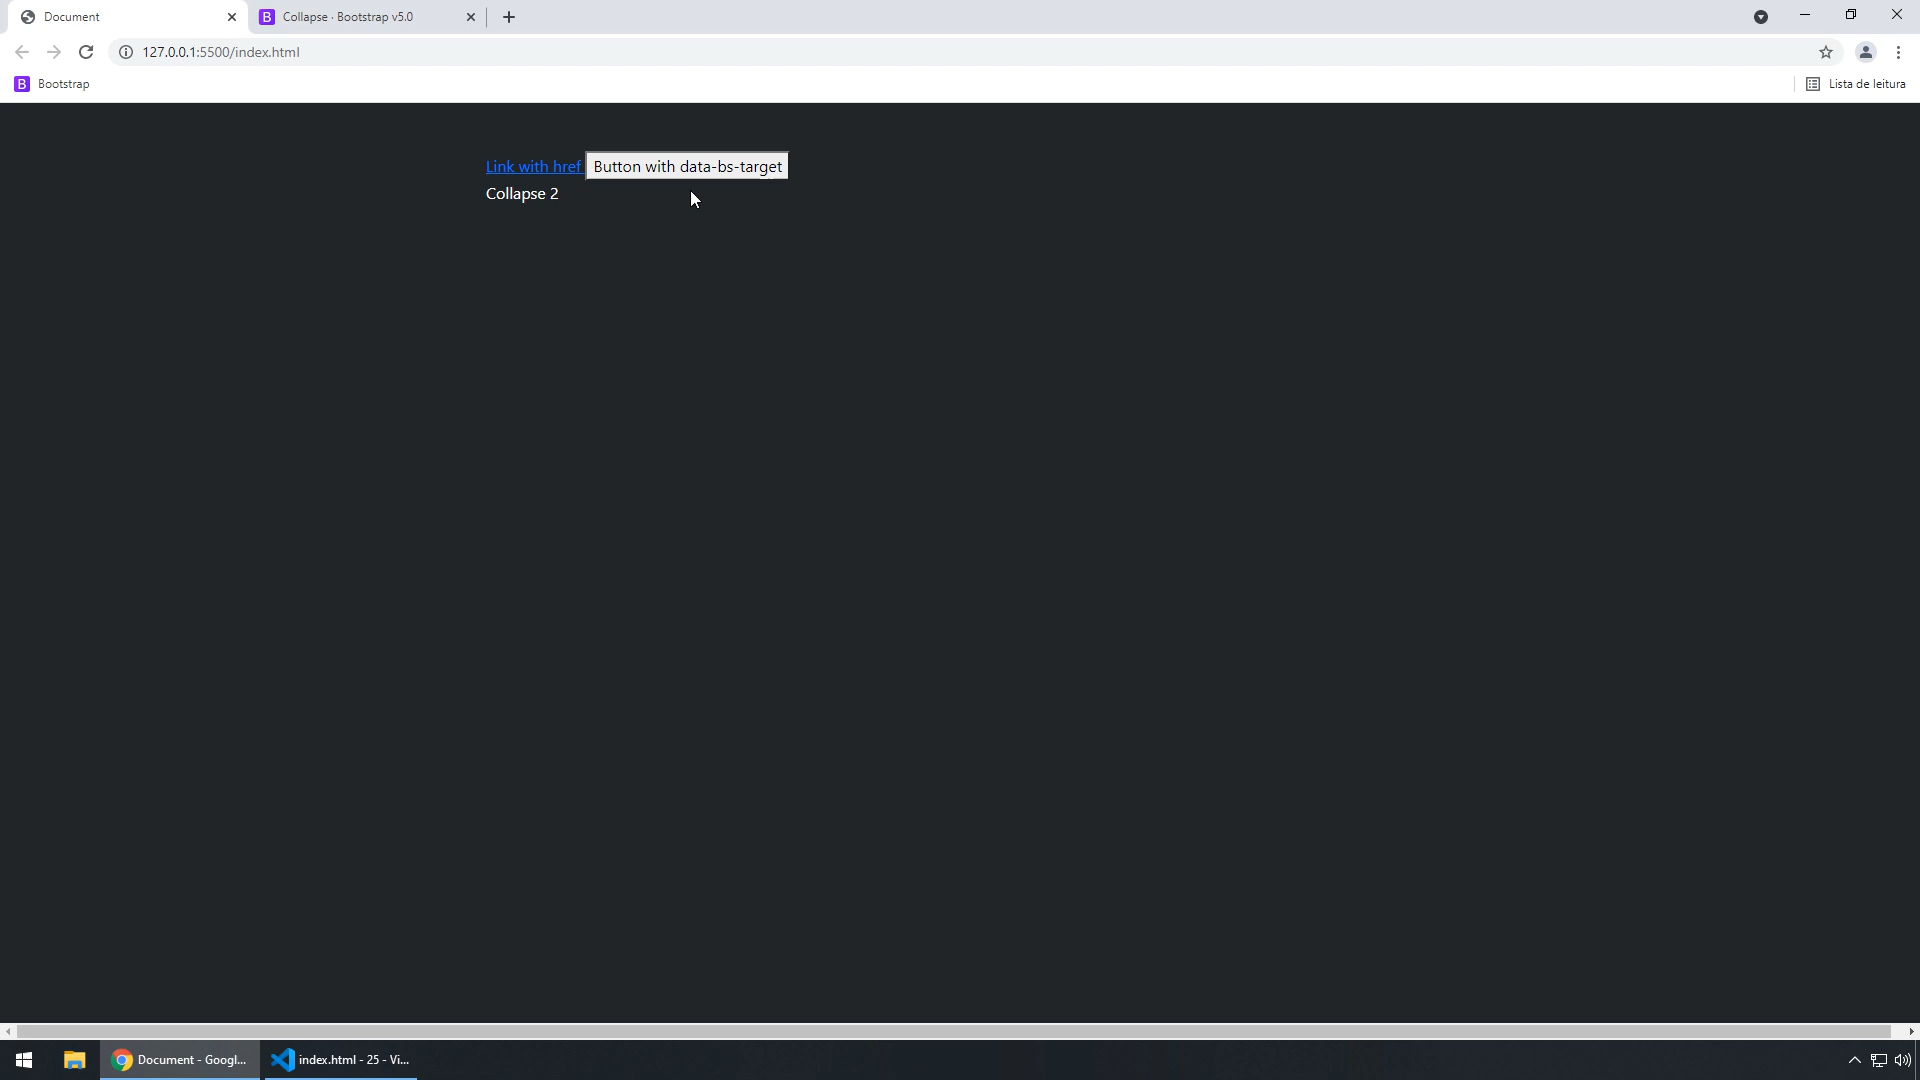 Document
B Collapse · Bootstrap v5.0
127.0.0.1:5500/index.html
B Bootstrap
Lista de leitura
Link with href Button with data-bs-target
Collapse 2
Document - Googl...
index.html - 25 - Vi...